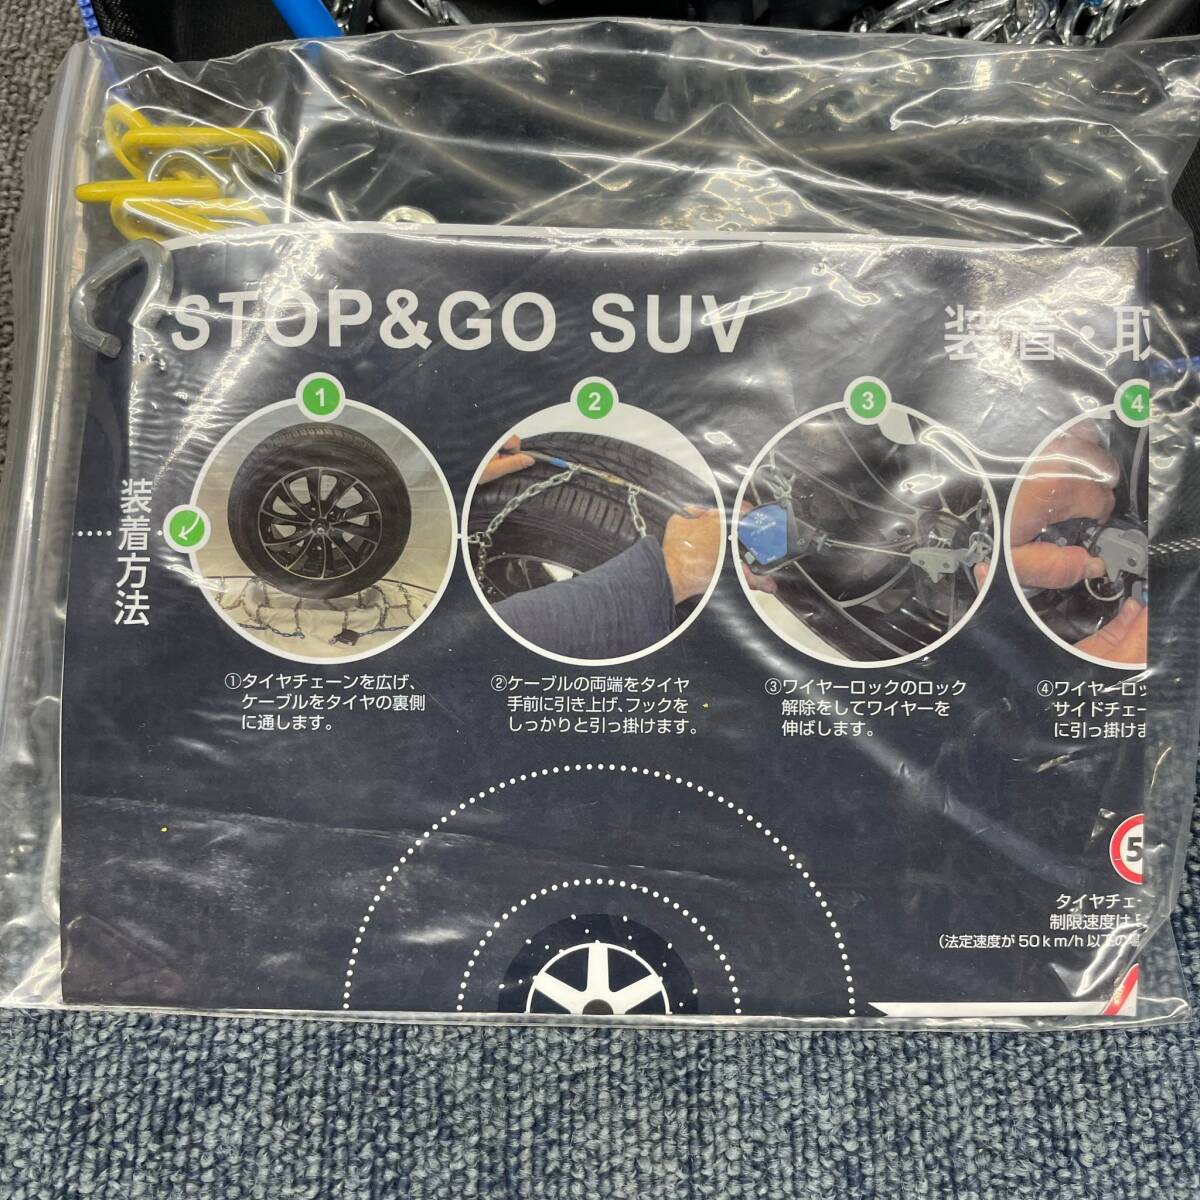 STOP&GO SUV
装着・取
1
2
3
4
装着方法
①タイヤチェーンを広げ、
ケーブルをタイヤの裏側
に通します。
②ケーブルの両端をタイヤ
手前に引き上げ、フックを
しっかりと引っ掛けます。
③ワイヤーロックのロック
解除をしてワイヤーを
伸ばします。
④ワイヤーロッ
サイドチェー
に引っ掛けま
5
タイヤチェー
制限速度は
(法定速度が50km/h以下の